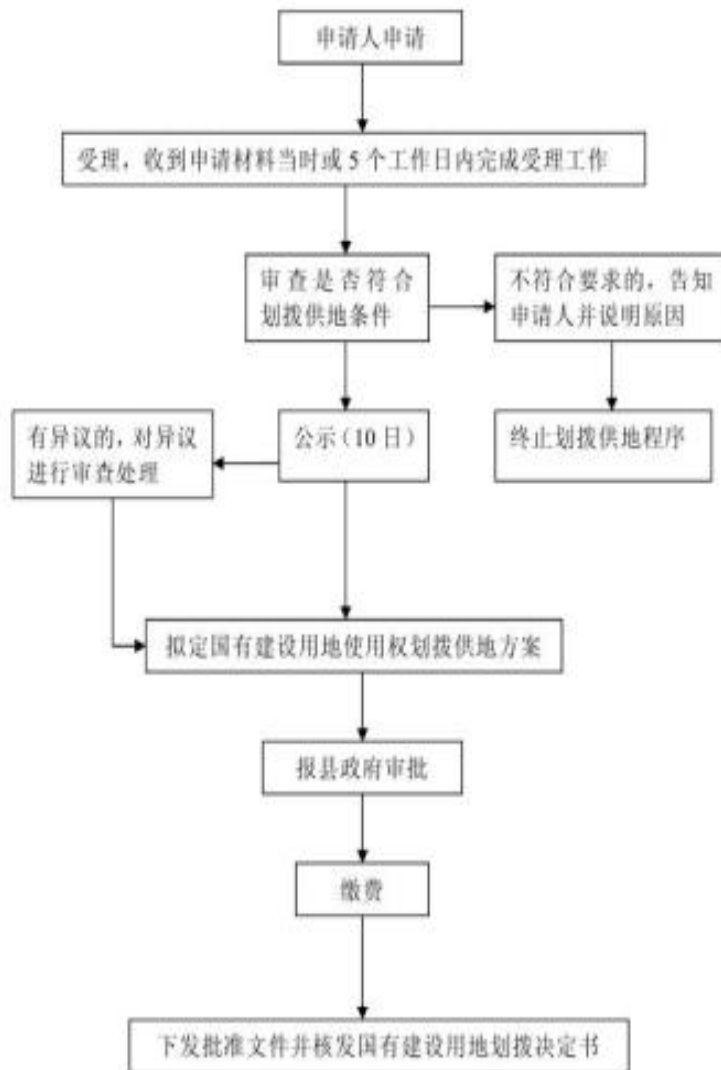 申请人申请
受理，收到申请材料当时或 5 个工作日内完成受理工作
审查是否符合
划拨供地条件
不符合要求的，告知
申请人并说明原因
有异议的，对异议
进行审查处理
公示（10 日）
终止划拨供地程序
拟定国有建设用地使用权划拨供地方案
报县政府审批
缴费
下发批准文件并核发国有建设用地划拨决定书